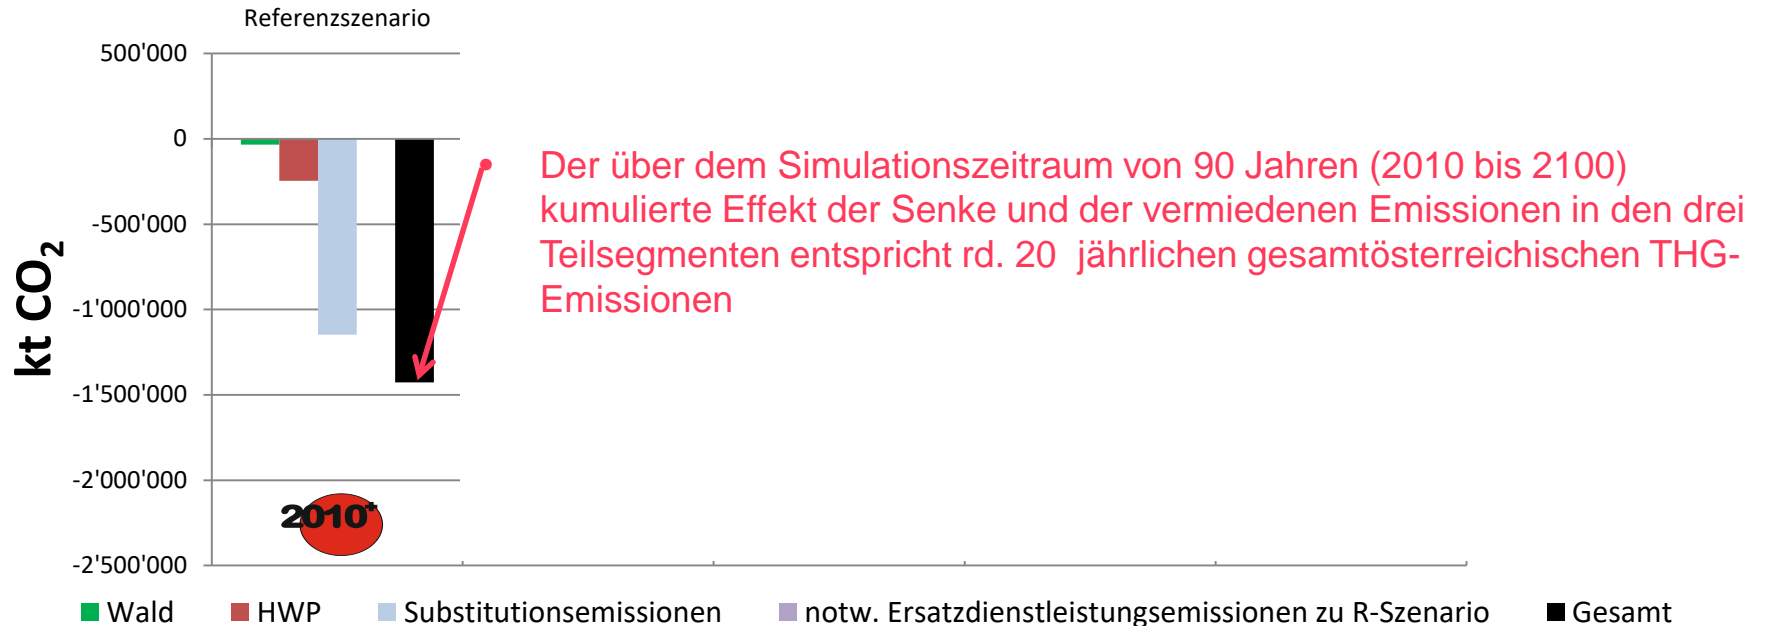 Referenzszenario
500'000
0
-500'000
-1'000'000
-1'500'000
-2'000'000
-2'500'000
kt CO₂
Der über dem Simulationszeitraum von 90 Jahren (2010 bis 2100)
kumulierte Effekt der Senke und der vermiedenen Emissionen in den drei
Teilsegmenten entspricht rd. 20 jährlichen gesamtösterreichischen THG-
Emissionen
2010⁺
Wald HWP Substitutionsemissionen notw. Ersatzdienstleistungsemissionen zu R-Szenario Gesamt